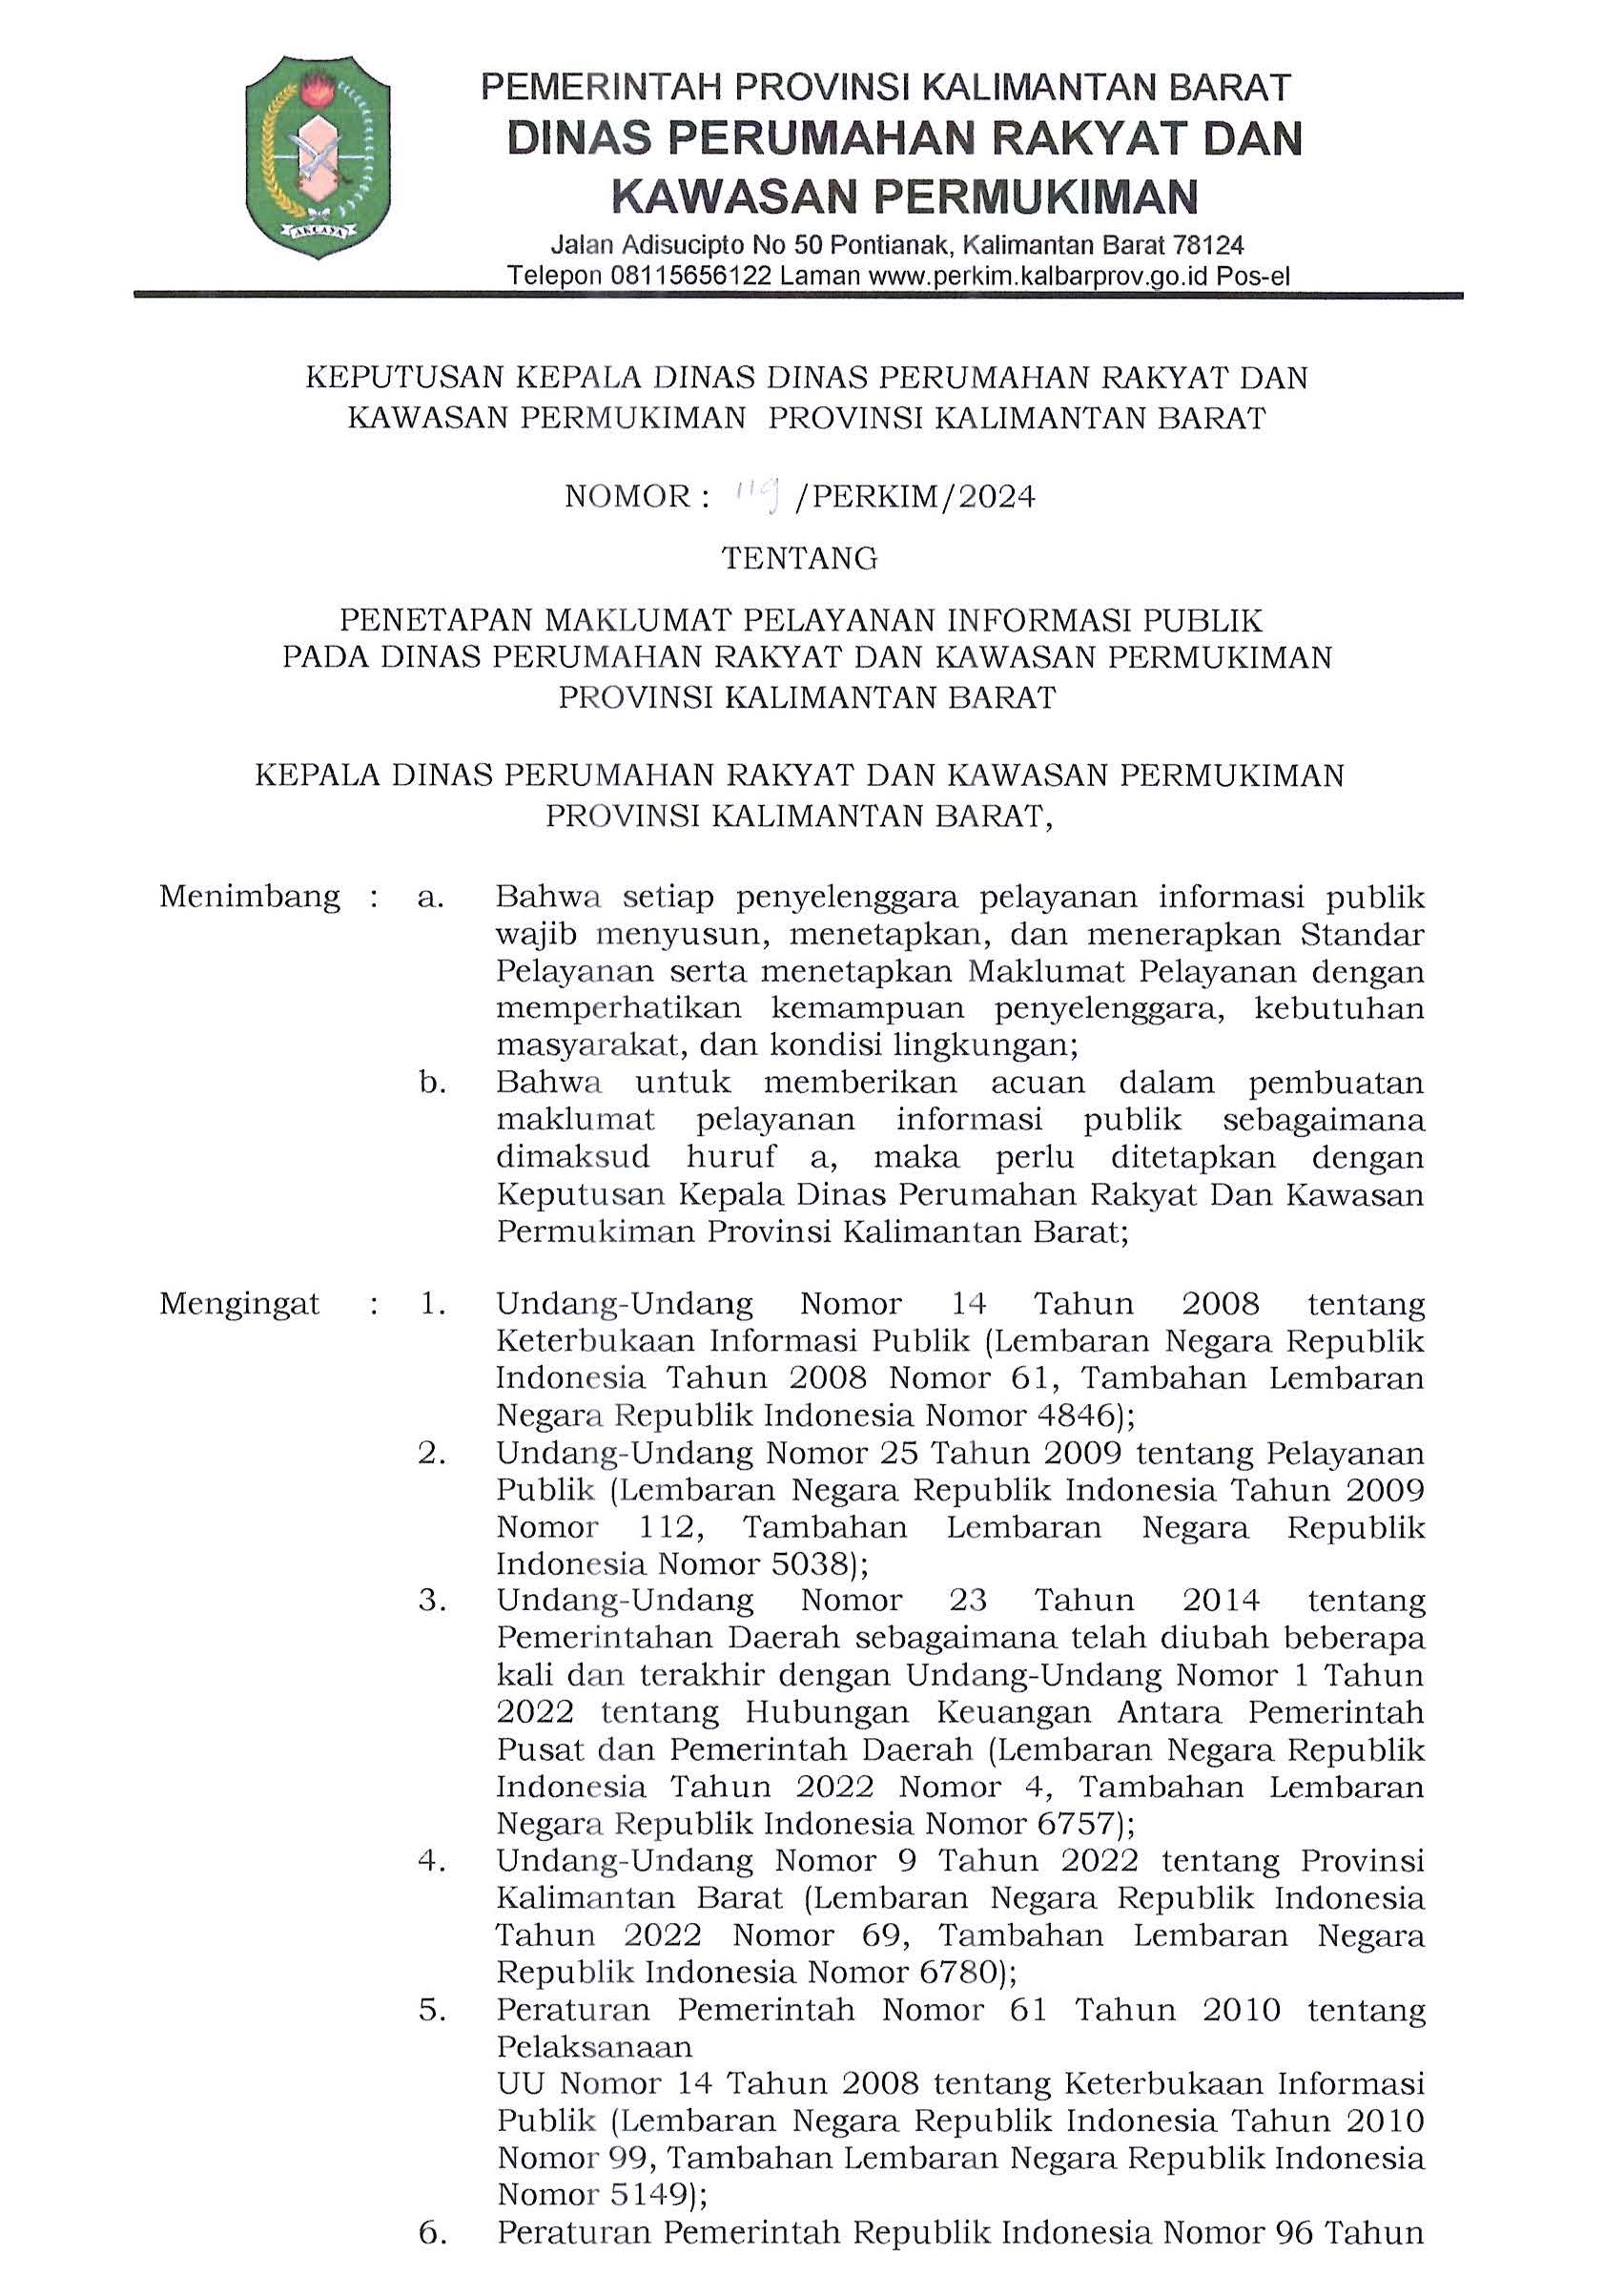 AKCAYA
PEMERINTAH PROVINSI KALIMANTAN BARAT
DINAS PERUMAHAN RAKYAT DAN
KAWASAN PERMUKIMAN
Jalan Adisucipto No 50 Pontianak, Kalimantan Barat 78124
Telepon 08115656122 Laman www.perkim.kalbarprov.go.id Pos-el
KEPUTUSAN KEPALA DINAS DINAS PERUMAHAN RAKYAT DAN
KAWASAN PERMUKIMAN PROVINSI KALIMANTAN BARAT
NOMOR : 119 /PERKIM/2024
TENTANG
PENETAPAN MAKLUMAT PELAYANAN INFORMASI PUBLIK
PADA DINAS PERUMAHAN RAKYAT DAN KAWASAN PERMUKIMAN
PROVINSI KALIMANTAN BARAT
KEPALA DINAS PERUMAHAN RAKYAT DAN KAWASAN PERMUKIMAN
PROVINSI KALIMANTAN BARAT,
Menimbang : a. Bahwa setiap penyelenggara pelayanan informasi publik
wajib menyusun, menetapkan, dan menerapkan Standar
Pelayanan serta menetapkan Maklumat Pelayanan dengan
memperhatikan kemampuan penyelenggara, kebutuhan
masyarakat, dan kondisi lingkungan;
b. Bahwa untuk memberikan acuan dalam pembuatan
maklumat pelayanan informasi publik sebagaimana
dimaksud huruf a, maka perlu ditetapkan dengan
Keputusan Kepala Dinas Perumahan Rakyat Dan Kawasan
Permukiman Provinsi Kalimantan Barat;
Mengingat : 1. Undang-Undang Nomor 14 Tahun 2008 tentang
Keterbukaan Informasi Publik (Lembaran Negara Republik
Indonesia Tahun 2008 Nomor 61, Tambahan Lembaran
Negara Republik Indonesia Nomor 4846);
2. Undang-Undang Nomor 25 Tahun 2009 tentang Pelayanan
Publik (Lembaran Negara Republik Indonesia Tahun 2009
Nomor 112, Tambahan Lembaran Negara Republik
Indonesia Nomor 5038);
3. Undang-Undang Nomor 23 Tahun 2014 tentang
Pemerintahan Daerah sebagaimana telah diubah beberapa
kali dan terakhir dengan Undang-Undang Nomor 1 Tahun
2022 tentang Hubungan Keuangan Antara Pemerintah
Pusat dan Pemerintah Daerah (Lembaran Negara Republik
Indonesia Tahun 2022 Nomor 4, Tambahan Lembaran
Negara Republik Indonesia Nomor 6757);
4. Undang-Undang Nomor 9 Tahun 2022 tentang Provinsi
Kalimantan Barat (Lembaran Negara Republik Indonesia
Tahun 2022 Nomor 69, Tambahan Lembaran Negara
Republik Indonesia Nomor 6780);
5. Peraturan Pemerintah Nomor 61 Tahun 2010 tentang
Pelaksanaan
UU Nomor 14 Tahun 2008 tentang Keterbukaan Informasi
Publik (Lembaran Negara Republik Indonesia Tahun 2010
Nomor 99, Tambahan Lembaran Negara Republik Indonesia
Nomor 5149);
6. Peraturan Pemerintah Republik Indonesia Nomor 96 Tahun